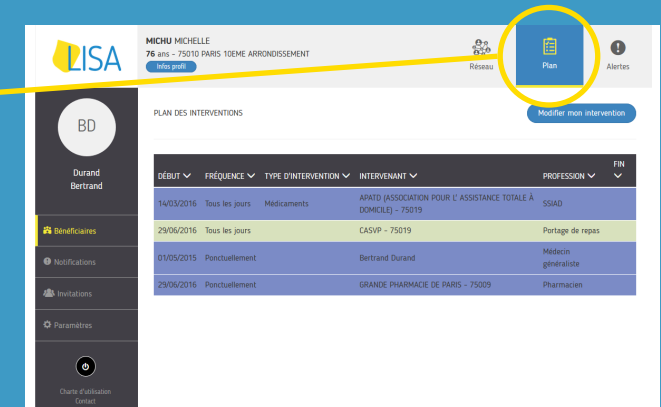 LISA
MICHU MICHELLE
76 ans - 75010 PARIS 10EME ARRONDISSEMENT
Infos profil
Réseau
Plan
Alertes
BD
Durand
Bertrand
Bénéficiaires
Notifications
Invitations
Paramètres
Charte d'utilisation
Contact
PLAN DES INTERVENTIONS
Modifier mon intervention
DÉBUT FRÉQUENCE TYPE D'INTERVENTION INTERVENANT PROFESSION FIN
14/03/2016 Tous les jours Médicaments APATD (ASSOCIATION POUR L' ASSISTANCE TOTALE À
DOMICILE) - 75019 SSIAD
29/06/2016 Tous les jours CASVP - 75019 Portage de repas
01/05/2015 Ponctuellement Bertrand Durand Médecin
généraliste
29/06/2016 Ponctuellement GRANDE PHARMACIE DE PARIS - 75009 Pharmacien